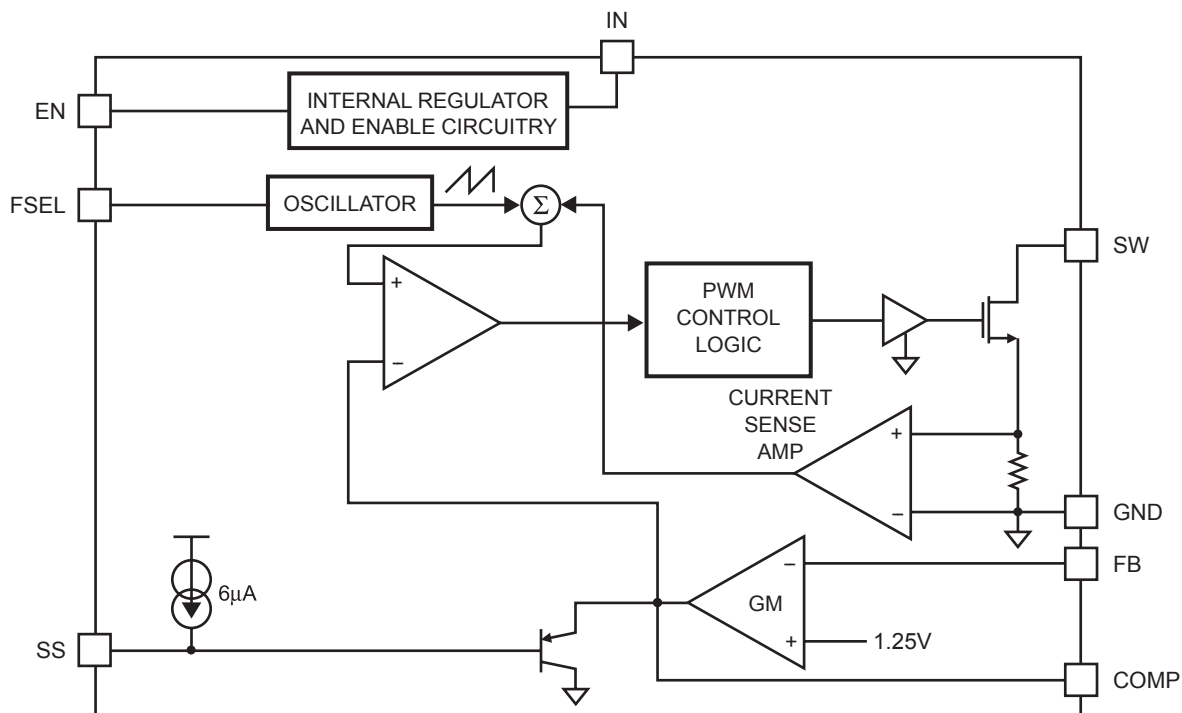 IN
EN
INTERNAL REGULATOR
AND ENABLE CIRCUITRY
FSEL
OSCILLATOR
Σ
SW
+
−
PWM
CONTROL
LOGIC
CURRENT
SENSE
AMP
+
−
GND
FB
−
GM
+
1.25V
6µA
SS
COMP